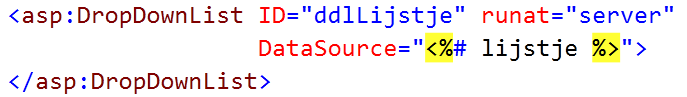 <asp:DropDownList ID="ddlLijstje" runat="server"
DataSource="<%# lijstje %>">
</asp:DropDownList>